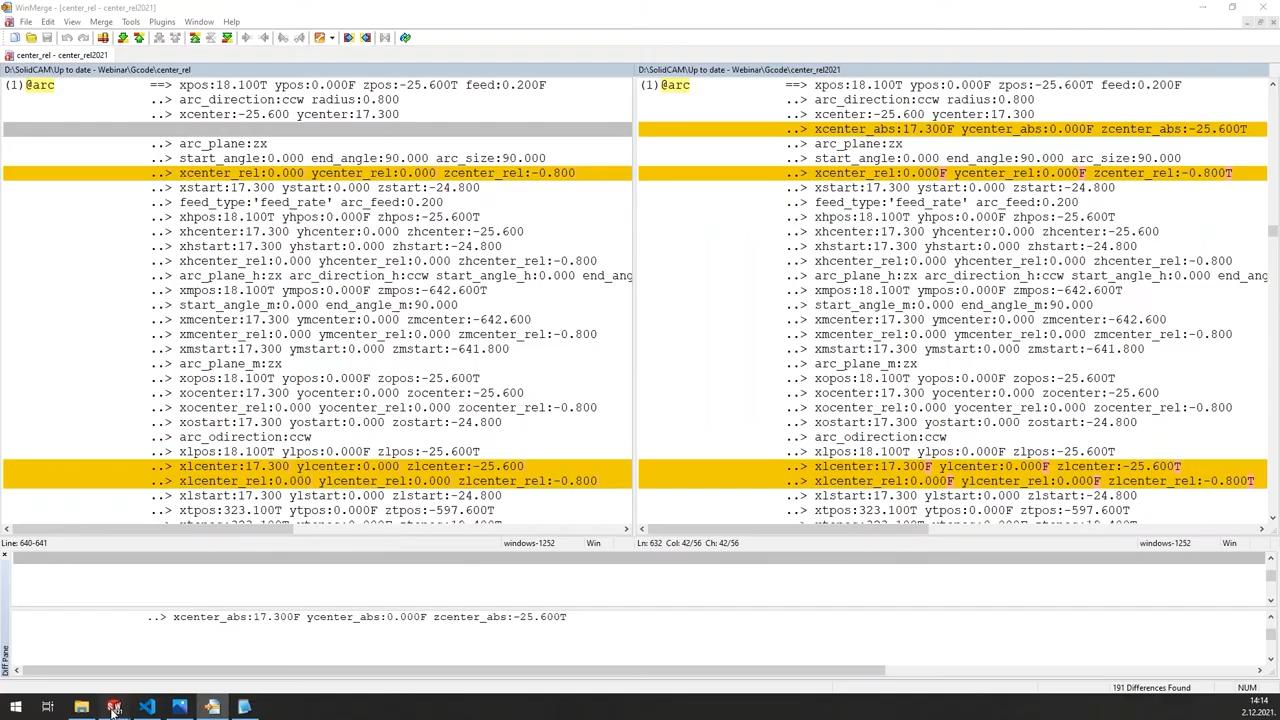 WinMerge - [center_rel - center_rel2021]
File Edit View Merge Tools Plugins Window Help
center_rel - center_rel2021
D:\SolidCAM\Up to date - Webinar\Gcode\center_rel
(1)@arc ==> xpos:18.100T ypos:0.000F zpos:-25.600T feed:0.200F
..> arc_direction:ccw radius:0.800
..> xcenter:-25.600 ycenter:17.300
..> arc_plane:zx
..> start_angle:0.000 end_angle:90.000 arc_size:90.000
..> xcenter_rel:0.000 ycenter_rel:0.000 zcenter_rel:-0.800
..> xstart:17.300 ystart:0.000 zstart:-24.800
..> feed_type:'feed_rate' arc_feed:0.200
..> xhpos:18.100T yhpos:0.000F zhpos:-25.600T
..> xhcenter:17.300 yhcenter:0.000 zhcenter:-25.600
..> xhstart:17.300 yhstart:0.000 zhstart:-24.800
..> xhcenter_rel:0.000 yhcenter_rel:0.000 zhcenter_rel:-0.800
..> arc_plane_h:zx arc_direction_h:ccw start_angle_h:0.000 end_ang
..> xmpos:18.100T ympos:0.000F zmpos:-642.600T
..> start_angle_m:0.000 end_angle_m:90.000
..> xmcenter:17.300 ymcenter:0.000 zmcenter:-642.600
..> xmcenter_rel:0.000 ymcenter_rel:0.000 zmcenter_rel:-0.800
..> xmstart:17.300 ymstart:0.000 zmstart:-641.800
..> arc_plane_m:zx
..> xopos:18.100T yopos:0.000F zopos:-25.600T
..> xocenter:17.300 yocenter:0.000 zocenter:-25.600
..> xocenter_rel:0.000 yocenter_rel:0.000 zocenter_rel:-0.800
..> xostart:17.300 yostart:0.000 zostart:-24.800
..> arc_odirection:ccw
..> xlpos:18.100T ylpos:0.000F zlpos:-25.600T
..> xlcenter:17.300 ylcenter:0.000 zlcenter:-25.600
..> xlcenter_rel:0.000 ylcenter_rel:0.000 zlcenter_rel:-0.800
..> xlstart:17.300 ylstart:0.000 zlstart:-24.800
..> xtpos:323.100T ytpos:0.000F ztpos:-597.600T
Line: 640-641 windows-1252 Win
D:\SolidCAM\Up to date - Webinar\Gcode\center_rel2021
(1)@arc ==> xpos:18.100T ypos:0.000F zpos:-25.600T feed:0.200F
..> arc_direction:ccw radius:0.800
..> xcenter:-25.600 ycenter:17.300
..> xcenter_abs:17.300F ycenter_abs:0.000F zcenter_abs:-25.600T
..> arc_plane:zx
..> start_angle:0.000 end_angle:90.000 arc_size:90.000
..> xcenter_rel:0.000F ycenter_rel:0.000F zcenter_rel:-0.800T
..> xstart:17.300 ystart:0.000 zstart:-24.800
..> feed_type:'feed_rate' arc_feed:0.200
..> xhpos:18.100T yhpos:0.000F zhpos:-25.600T
..> xhcenter:17.300 yhcenter:0.000 zhcenter:-25.600
..> xhstart:17.300 yhstart:0.000 zhstart:-24.800
..> xhcenter_rel:0.000 yhcenter_rel:0.000 zhcenter_rel:-0.800
..> arc_plane_h:zx arc_direction_h:ccw start_angle_h:0.000 end_ang
..> xmpos:18.100T ympos:0.000F zmpos:-642.600T
..> start_angle_m:0.000 end_angle_m:90.000
..> xmcenter:17.300 ymcenter:0.000 zmcenter:-642.600
..> xmcenter_rel:0.000 ymcenter_rel:0.000 zmcenter_rel:-0.800
..> xmstart:17.300 ymstart:0.000 zmstart:-641.800
..> arc_plane_m:zx
..> xopos:18.100T yopos:0.000F zopos:-25.600T
..> xocenter:17.300 yocenter:0.000 zocenter:-25.600
..> xocenter_rel:0.000 yocenter_rel:0.000 zocenter_rel:-0.800
..> xostart:17.300 yostart:0.000 zostart:-24.800
..> arc_odirection:ccw
..> xlpos:18.100T ylpos:0.000F zlpos:-25.600T
..> xlcenter:17.300F ylcenter:0.000F zlcenter:-25.600T
..> xlcenter_rel:0.000F ylcenter_rel:0.000F zlcenter_rel:-0.800T
..> xlstart:17.300 ylstart:0.000 zlstart:-24.800
..> xtpos:323.100T ytpos:0.000F ztpos:-597.600T
Ln: 632 Col: 42/56 Ch: 42/56 windows-1252 Win
Diff Pane
..> xcenter_abs:17.300F ycenter_abs:0.000F zcenter_abs:-25.600T
191 Differences Found NUM
14:14
2.12.2021.